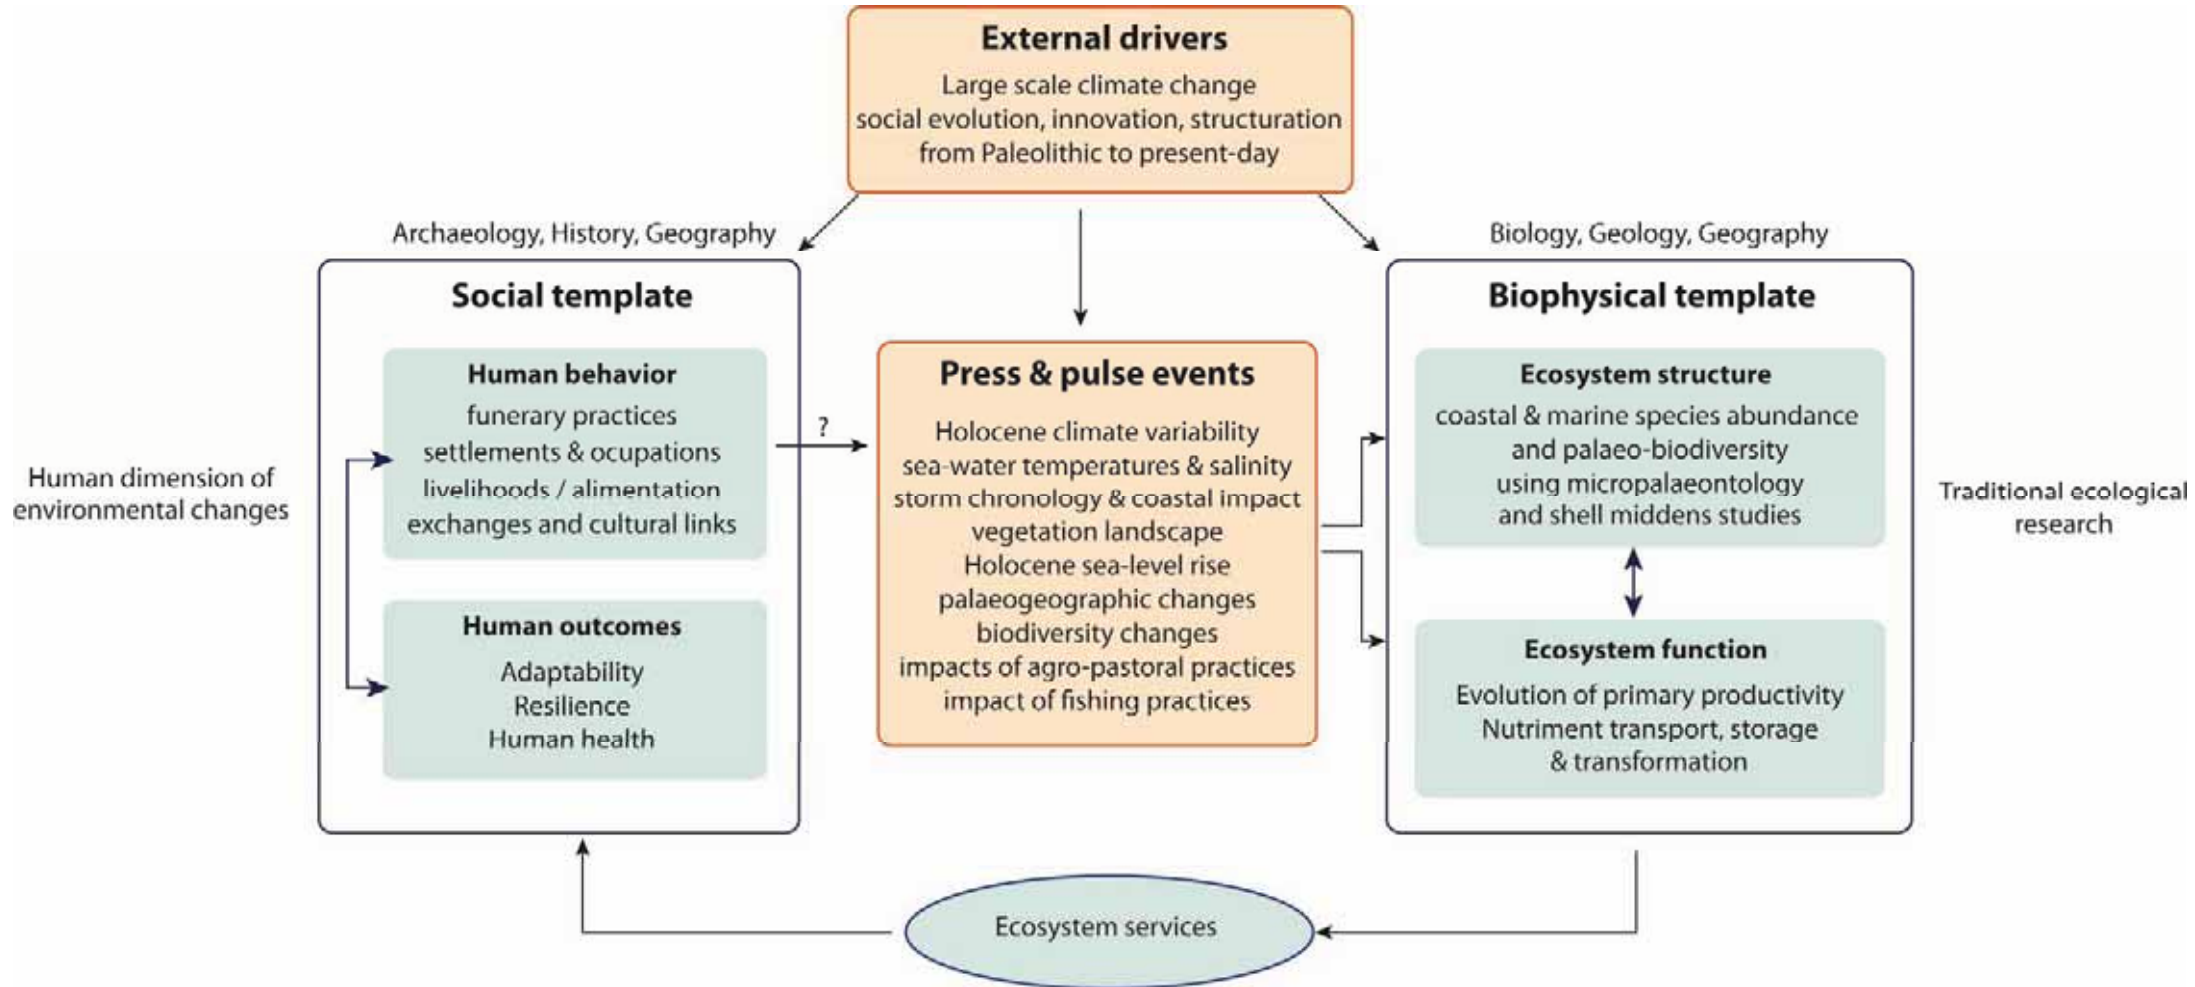 External drivers
Large scale climate change
social evolution, innovation, structuration
from Paleolithic to present-day
Archaeology, History, Geography
Biology, Geology, Geography
Social template
Human behavior
funerary practices
settlements & ocupations
livelihoods / alimentation
exchanges and cultural links
Human outcomes
Adaptability
Resilience
Human health
Human dimension of
environmental changes
?
Press & pulse events
Holocene climate variability
sea-water temperatures & salinity
storm chronology & coastal impact
vegetation landscape
Holocene sea-level rise
palaeogeographic changes
biodiversity changes
impacts of agro-pastoral practices
impact of fishing practices
Biophysical template
Ecosystem structure
coastal & marine species abundance
and palaeo-biodiversity
using micropalaeontology
and shell middens studies
Ecosystem function
Evolution of primary productivity
Nutriment transport, storage
& transformation
Traditional ecological
research
Ecosystem services